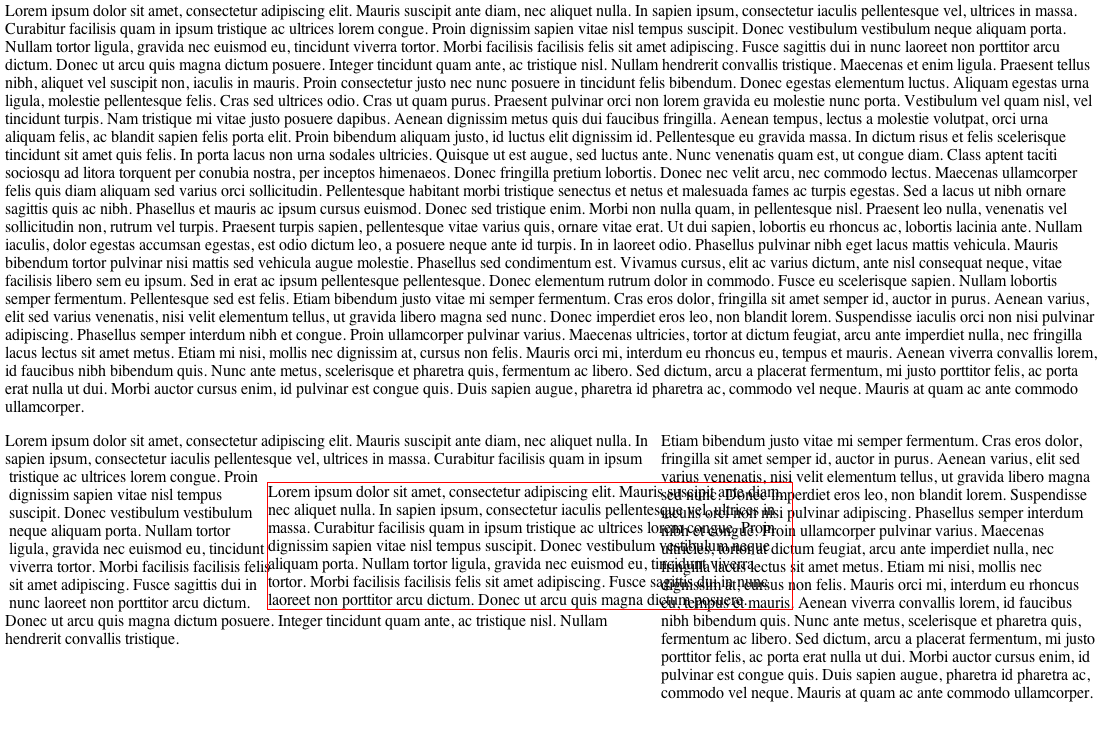 Lorem ipsum dolor sit amet, consectetur adipiscing elit. Mauris suscipit ante diam, nec aliquet nulla. In sapien ipsum, consectetur iaculis pellentesque vel, ultrices in massa.
Curabitur facilisis quam in ipsum tristique ac ultrices lorem congue. Proin dignissim sapien vitae nisl tempus suscipit. Donec vestibulum vestibulum neque aliquam porta.
Nullam tortor ligula, gravida nec euismod eu, tincidunt viverra tortor. Morbi facilisis facilisis felis sit amet adipiscing. Fusce sagittis dui in nunc laoreet non porttitor arcu
dictum. Donec ut arcu quis magna dictum posuere. Integer tincidunt quam ante, ac tristique nisl. Nullam hendrerit convallis tristique. Maecenas et enim ligula. Praesent tellus
nibh, aliquet vel suscipit non, iaculis in mauris. Proin consectetur justo nec nunc posuere in tincidunt felis bibendum. Donec egestas elementum luctus. Aliquam egestas urna
ligula, molestie pellentesque felis. Cras sed ultrices odio. Cras ut quam purus. Praesent pulvinar orci non lorem gravida eu molestie nunc porta. Vestibulum vel quam nisl, vel
tincidunt turpis. Nam tristique mi vitae justo posuere dapibus. Aenean dignissim metus quis dui faucibus fringilla. Aenean tempus, lectus a molestie volutpat, orci urna
aliquam felis, ac blandit sapien felis porta elit. Proin bibendum aliquam justo, id luctus elit dignissim id. Pellentesque eu gravida massa. In dictum risus et felis scelerisque
tincidunt sit amet quis felis. In porta lacus non urna sodales ultricies. Quisque ut est augue, sed luctus ante. Nunc venenatis quam est, ut congue diam. Class aptent taciti
sociosqu ad litora torquent per conubia nostra, per inceptos himenaeos. Donec fringilla pretium lobortis. Donec nec velit arcu, nec commodo lectus. Maecenas ullamcorper
felis quis diam aliquam sed varius orci sollicitudin. Pellentesque habitant morbi tristique senectus et netus et malesuada fames ac turpis egestas. Sed a lacus ut nibh ornare
sagittis quis ac nibh. Phasellus et mauris ac ipsum cursus euismod. Donec sed tristique enim. Morbi non nulla quam, in pellentesque nisl. Praesent leo nulla, venenatis vel
sollicitudin non, rutrum vel turpis. Praesent turpis sapien, pellentesque vitae varius quis, ornare vitae erat. Ut dui sapien, lobortis eu rhoncus ac, lobortis lacinia ante. Nullam
iaculis, dolor egestas accumsan egestas, est odio dictum leo, a posuere neque ante id turpis. In in laoreet odio. Phasellus pulvinar nibh eget lacus mattis vehicula. Mauris
bibendum tortor pulvinar nisi mattis sed vehicula augue molestie. Phasellus sed condimentum est. Vivamus cursus, elit ac varius dictum, ante nisl consequat neque, vitae
facilisis libero sem eu ipsum. Sed in erat ac ipsum pellentesque pellentesque. Donec elementum rutrum dolor in commodo. Fusce eu scelerisque sapien. Nullam lobortis
semper fermentum. Pellentesque sed est felis. Etiam bibendum justo vitae mi semper fermentum. Cras eros dolor, fringilla sit amet semper id, auctor in purus. Aenean varius,
elit sed varius venenatis, nisi velit elementum tellus, ut gravida libero magna sed nunc. Donec imperdiet eros leo, non blandit lorem. Suspendisse iaculis orci non nisi pulvinar
adipiscing. Phasellus semper interdum nibh et congue. Proin ullamcorper pulvinar varius. Maecenas ultricies, tortor at dictum feugiat, arcu ante imperdiet nulla, nec fringilla
lacus lectus sit amet metus. Etiam mi nisi, mollis nec dignissim at, cursus non felis. Mauris orci mi, interdum eu rhoncus eu, tempus et mauris. Aenean viverra convallis lorem,
id faucibus nibh bibendum quis. Nunc ante metus, scelerisque et pharetra quis, fermentum ac libero. Sed dictum, arcu a placerat fermentum, mi justo porttitor felis, ac porta
erat nulla ut dui. Morbi auctor cursus enim, id pulvinar est congue quis. Duis sapien augue, pharetra id pharetra ac, commodo vel neque. Mauris at quam ac ante commodo
ullamcorper.
Lorem ipsum dolor sit amet, consectetur adipiscing elit. Mauris suscipit ante diam, nec aliquet nulla. In
sapien ipsum, consectetur iaculis pellentesque vel, ultrices in massa. Curabitur facilisis quam in ipsum
tristique ac ultrices lorem congue. Proin
dignissim sapien vitae nisl tempus
suscipit. Donec vestibulum vestibulum
neque aliquam porta. Nullam tortor
ligula, gravida nec euismod eu, tincidunt
viverra tortor. Morbi facilisis facilisis felis
sit amet adipiscing. Fusce sagittis dui in
nunc laoreet non porttitor arcu dictum.
Donec ut arcu quis magna dictum posuere. Integer tincidunt quam ante, ac tristique nisl. Nullam
hendrerit convallis tristique.
Lorem ipsum dolor sit amet, consectetur adipiscing elit. Mauris suscipit ante diam,
nec aliquet nulla. In sapien ipsum, consectetur iaculis pellentesque vel, ultrices in
massa. Curabitur facilisis quam in ipsum tristique ac ultrices lorem congue. Proin
dignissim sapien vitae nisl tempus suscipit. Donec vestibulum vestibulum neque
aliquam porta. Nullam tortor ligula, gravida nec euismod eu, tincidunt viverra
tortor. Morbi facilisis facilisis felis sit amet adipiscing. Fusce sagittis dui in nunc
laoreet non porttitor arcu dictum. Donec ut arcu quis magna dictum posuere.
Etiam bibendum justo vitae mi semper fermentum. Cras eros dolor,
fringilla sit amet semper id, auctor in purus. Aenean varius, elit sed
varius venenatis, nisi velit elementum tellus, ut gravida libero magna
sed nunc. Donec imperdiet eros leo, non blandit lorem. Suspendisse
iaculis orci non nisi pulvinar adipiscing. Phasellus semper interdum
nibh et congue. Proin ullamcorper pulvinar varius. Maecenas
ultricies, tortor at dictum feugiat, arcu ante imperdiet nulla, nec
fringilla lacus lectus sit amet metus. Etiam mi nisi, mollis nec
dignissim at, cursus non felis. Mauris orci mi, interdum eu rhoncus
eu, tempus et mauris. Aenean viverra convallis lorem, id faucibus
nibh bibendum quis. Nunc ante metus, scelerisque et pharetra quis,
fermentum ac libero. Sed dictum, arcu a placerat fermentum, mi justo
porttitor felis, ac porta erat nulla ut dui. Morbi auctor cursus enim, id
pulvinar est congue quis. Duis sapien augue, pharetra id pharetra ac,
commodo vel neque. Mauris at quam ac ante commodo ullamcorper.